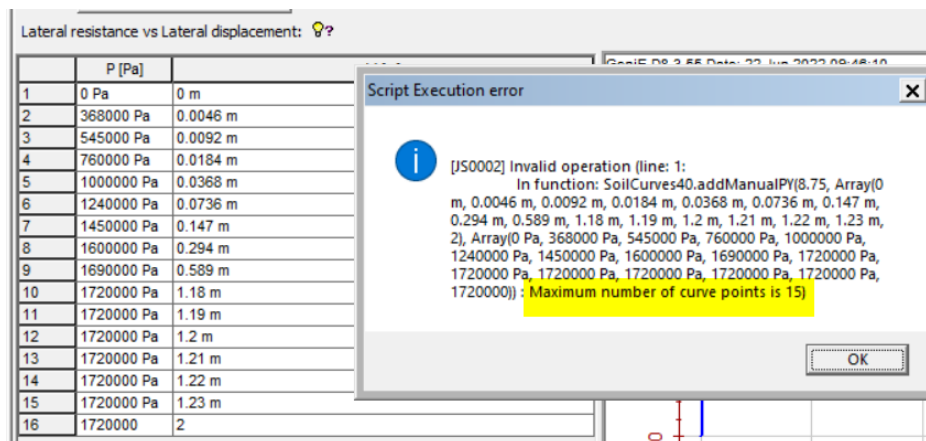 Lateral resistance vs Lateral displacement: ?
P [Pa]
1 0 Pa 0 m
2 368000 Pa 0.0046 m
3 545000 Pa 0.0092 m
4 760000 Pa 0.0184 m
5 1000000 Pa 0.0368 m
6 1240000 Pa 0.0736 m
7 1450000 Pa 0.147 m
8 1600000 Pa 0.294 m
9 1690000 Pa 0.589 m
10 1720000 Pa 1.18 m
11 1720000 Pa 1.19 m
12 1720000 Pa 1.2 m
13 1720000 Pa 1.21 m
14 1720000 Pa 1.22 m
15 1720000 Pa 1.23 m
16 1720000 2
Script Execution error
[JS0002] Invalid operation (line: 1:
In function: SoilCurves40.addManualPY(8.75, Array(0
m, 0.0046 m, 0.0092 m, 0.0184 m, 0.0368 m, 0.0736 m, 0.147 m,
0.294 m, 0.589 m, 1.18 m, 1.19 m, 1.2 m, 1.21 m, 1.22 m, 1.23 m,
2), Array(0 Pa, 368000 Pa, 545000 Pa, 760000 Pa, 1000000 Pa,
1240000 Pa, 1450000 Pa, 1600000 Pa, 1690000 Pa, 1720000 Pa,
1720000 Pa, 1720000 Pa, 1720000 Pa, 1720000 Pa, 1720000 Pa,
1720000)) : Maximum number of curve points is 15)
OK